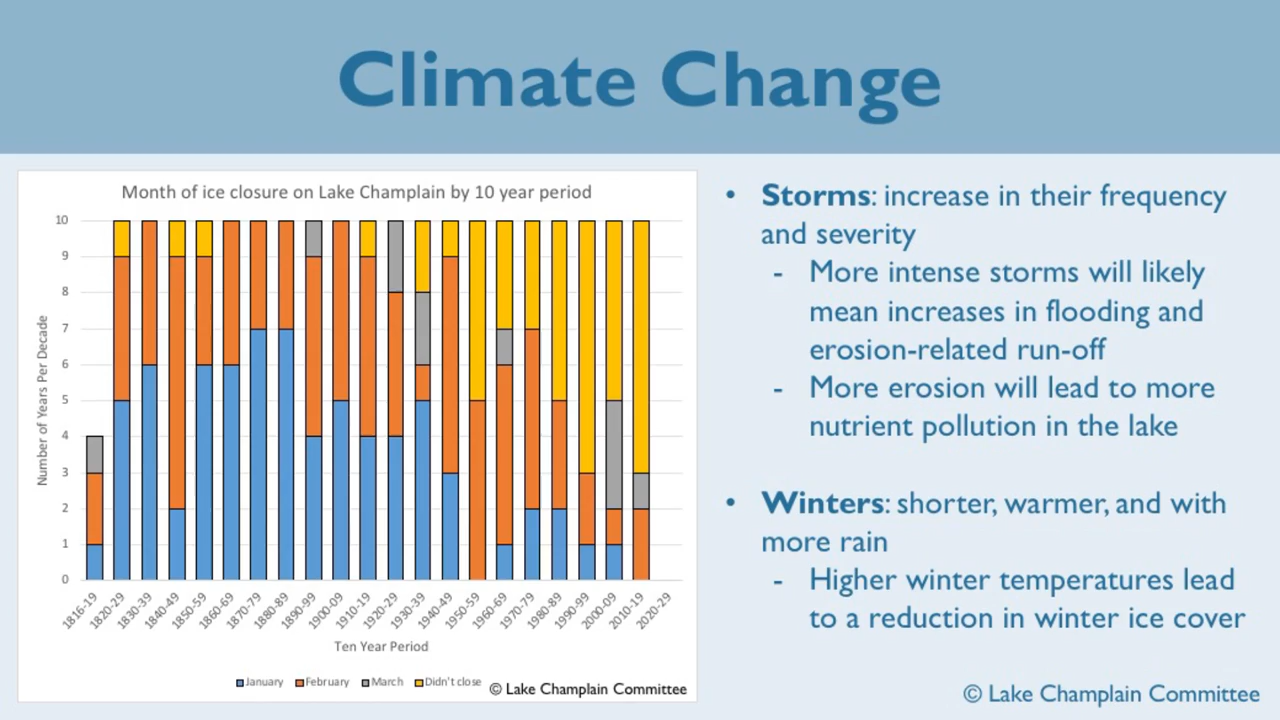 Climate Change
Month of ice closure on Lake Champlain by 10 year period
Number of Years Per Decade
10
9
8
7
6
5
4
3
2
1
0
1816-19
1820-29
1830-39
1840-49
1850-59
1860-69
1870-79
1880-89
1890-99
1900-09
1910-19
1920-29
1930-39
1940-49
1950-59
1960-69
1970-79
1980-89
1990-99
2000-09
2010-19
2020-29
Ten Year Period
January February March Didn't close
© Lake Champlain Committee
• Storms: increase in their frequency
and severity
- More intense storms will likely
mean increases in flooding and
erosion-related run-off
- More erosion will lead to more
nutrient pollution in the lake
• Winters: shorter, warmer, and with
more rain
- Higher winter temperatures lead
to a reduction in winter ice cover
© Lake Champlain Committee